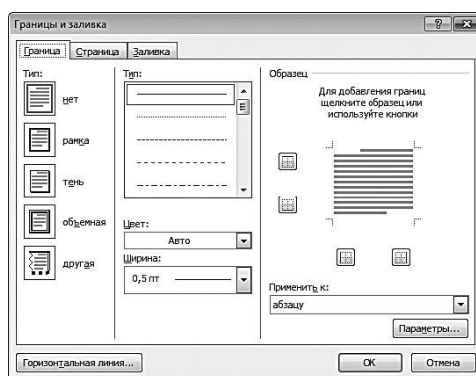 Границы и заливка
Граница Страница Заливка
Тип:
нет
рамка
тень
объемная
другая
Тип:
Цвет:
Авто
Ширина:
0,5 пт
Образец
Для добавления границ
щелкните образец или
используйте кнопки
Применить к:
абзацу
Параметры...
Горизонтальная линия...
ОК Отмена